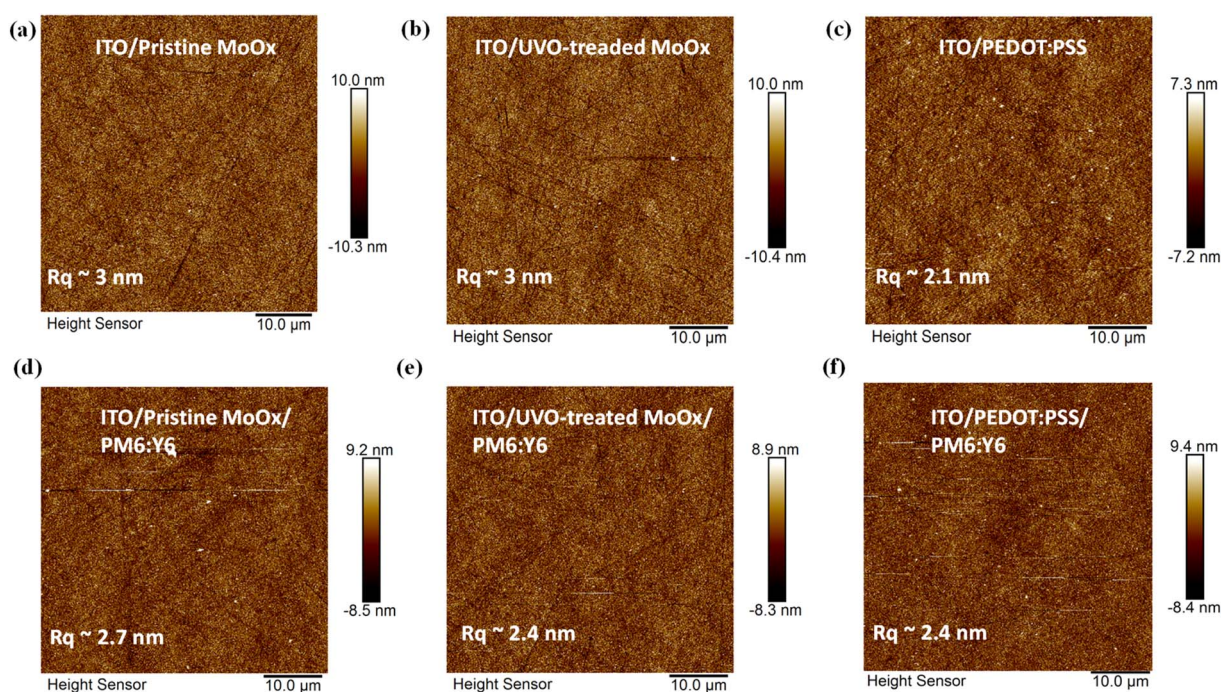 (a)
ITO/Pristine MoOx
10.0 nm
-10.3 nm
Rq ~ 3 nm
Height Sensor
10.0 µm
(b)
ITO/UVO-treaded MoOx
10.0 nm
-10.4 nm
Rq ~ 3 nm
Height Sensor
10.0 µm
(c)
ITO/PEDOT:PSS
7.3 nm
-7.2 nm
Rq ~ 2.1 nm
Height Sensor
10.0 µm
(d)
ITO/Pristine MoOx/
PM6:Y6
9.2 nm
-8.5 nm
Rq ~ 2.7 nm
Height Sensor
10.0 µm
(e)
ITO/UVO-treated MoOx/
PM6:Y6
8.9 nm
-8.3 nm
Rq ~ 2.4 nm
Height Sensor
10.0 µm
(f)
ITO/PEDOT:PSS/
PM6:Y6
9.4 nm
-8.4 nm
Rq ~ 2.4 nm
Height Sensor
10.0 µm